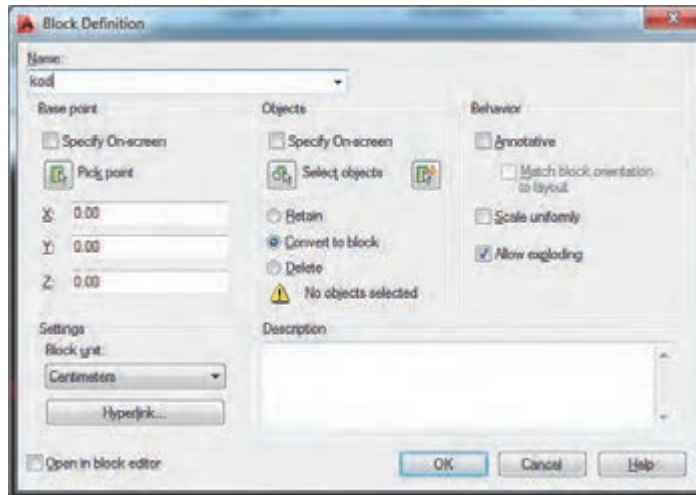 Block Definition
Name:
kod
Base point
Specify On-screen
Pick point
X: 0.00
Y: 0.00
Z: 0.00
Objects
Specify On-screen
Select objects
Retain
Convert to block
Delete
No objects selected
Behavior
Annotative
Match block orientation
to layout
Scale uniformly
Allow exploding
Settings
Block unit:
Centimeters
Hyperlink...
Description
Open in block editor
OK
Cancel
Help